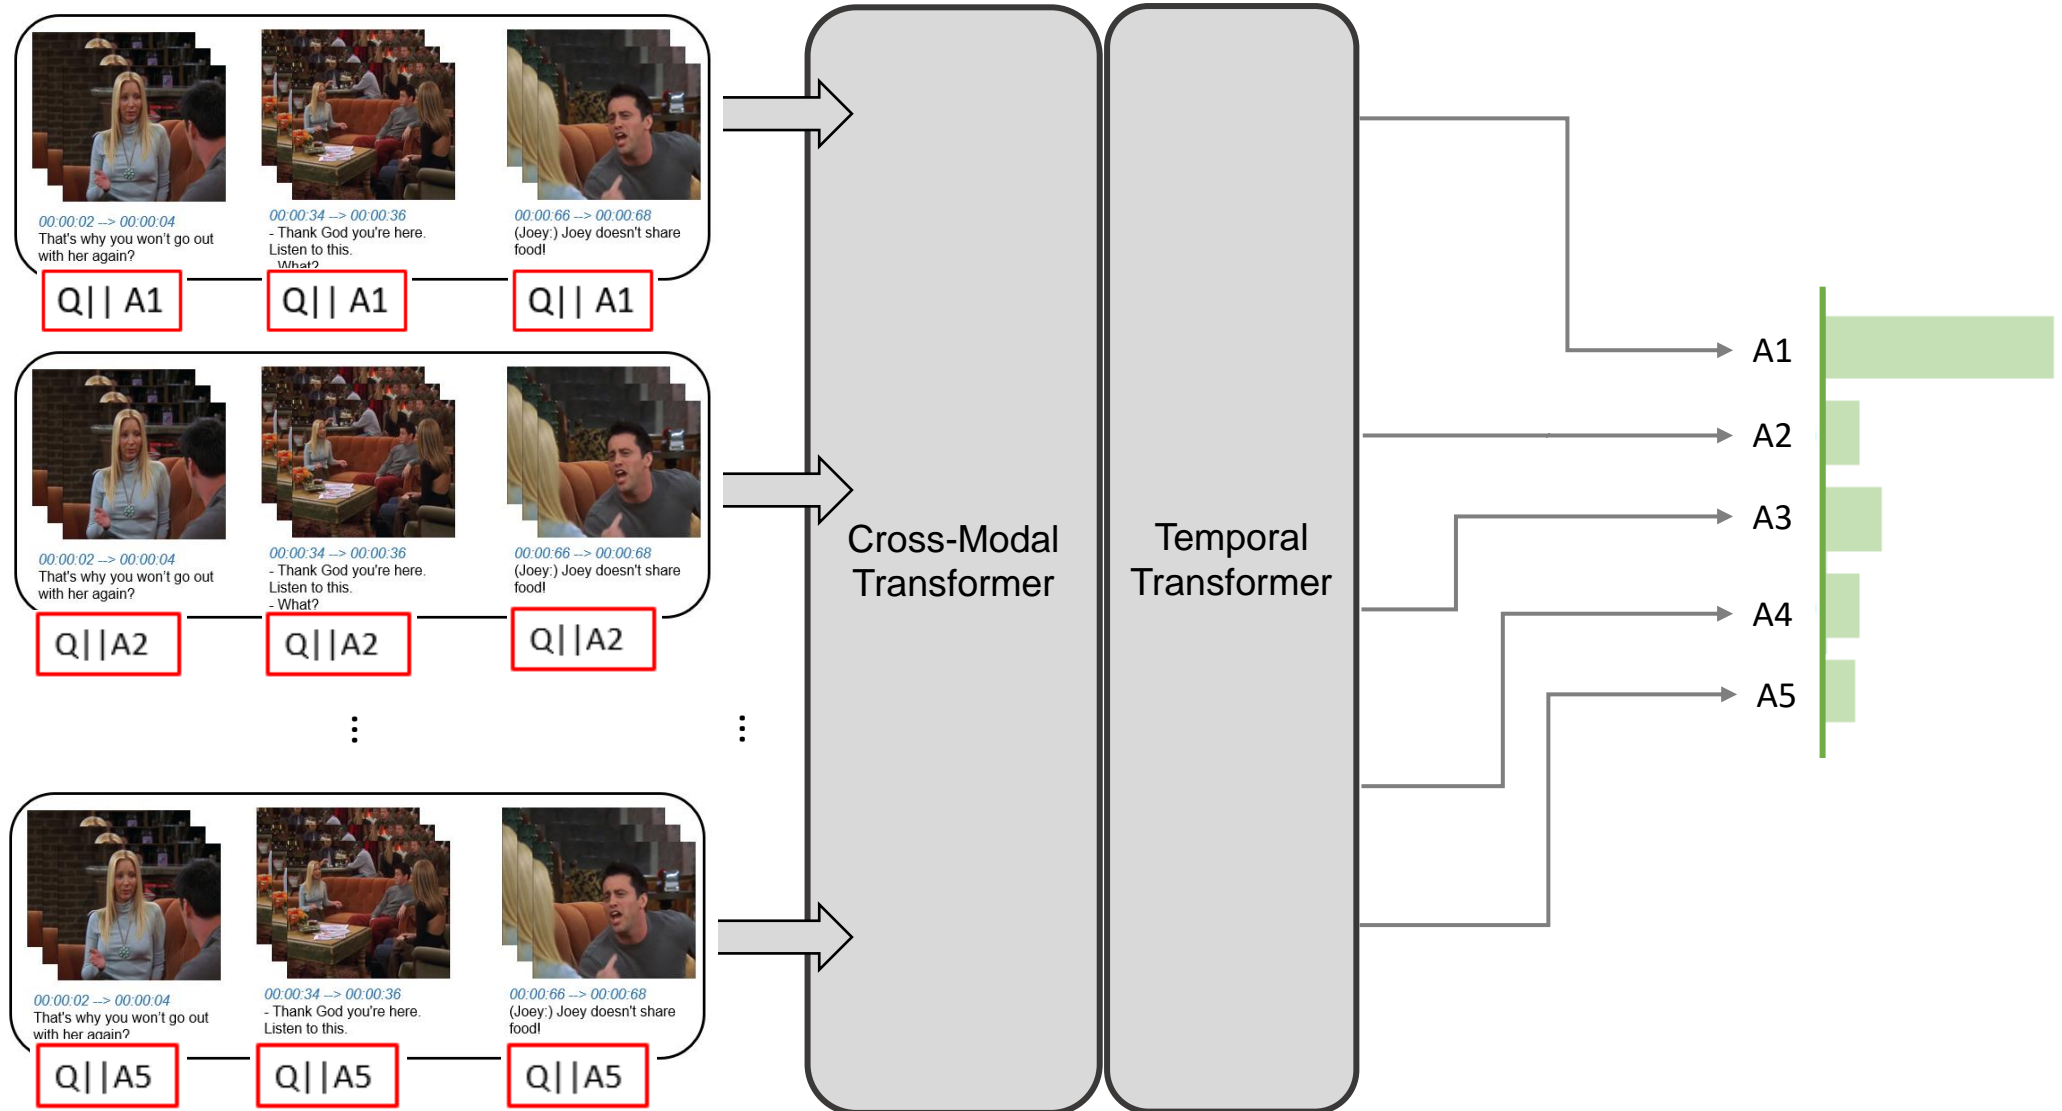 00:00:02 --> 00:00:04
That's why you won't go out
with her again?
00:00:34 --> 00:00:36
- Thank God you're here.
Listen to this.
- What?
00:00:66 --> 00:00:68
(Joey:) Joey doesn't share
food!
Q|| A1
Q|| A1
Q|| A1
00:00:02 --> 00:00:04
That's why you won't go out
with her again?
00:00:34 --> 00:00:36
- Thank God you're here.
Listen to this.
- What?
00:00:66 --> 00:00:68
(Joey:) Joey doesn't share
food!
Q||A2
Q||A2
Q||A2
⋮
⋮
00:00:02 --> 00:00:04
That's why you won't go out
with her again?
00:00:34 --> 00:00:36
- Thank God you're here.
Listen to this.
00:00:66 --> 00:00:68
(Joey:) Joey doesn't share
food!
Q||A5
Q||A5
Q||A5
Cross-Modal
Transformer
Temporal
Transformer
A1
A2
A3
A4
A5